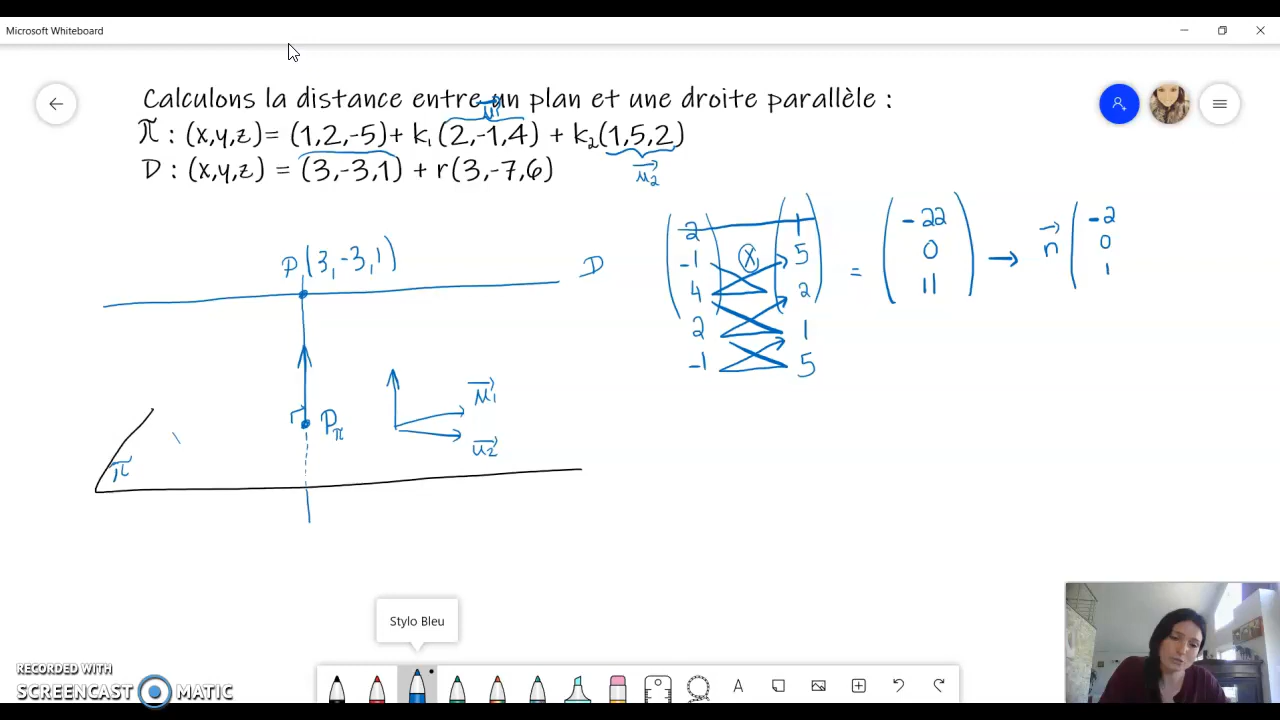 Microsoft Whiteboard
Calculons la distance entre un plan et une droite parallèle :
u₁
π : (x,y,z)= (1,2,-5)+ k₁(2,-1,4) + k₂(1,5,2)
D : (x,y,z) = (3,-3,1) + r(3,-7,6)
u₂
2 1
-1 X 5
4 2
2 1
-1 5
=
-22
0
11
→
n
-2
0
1
P(3,-3,1)
D
u₁
Pπ
u₂
π
Stylo Bleu
RECORDED WITH
SCREENCAST MATIC
A